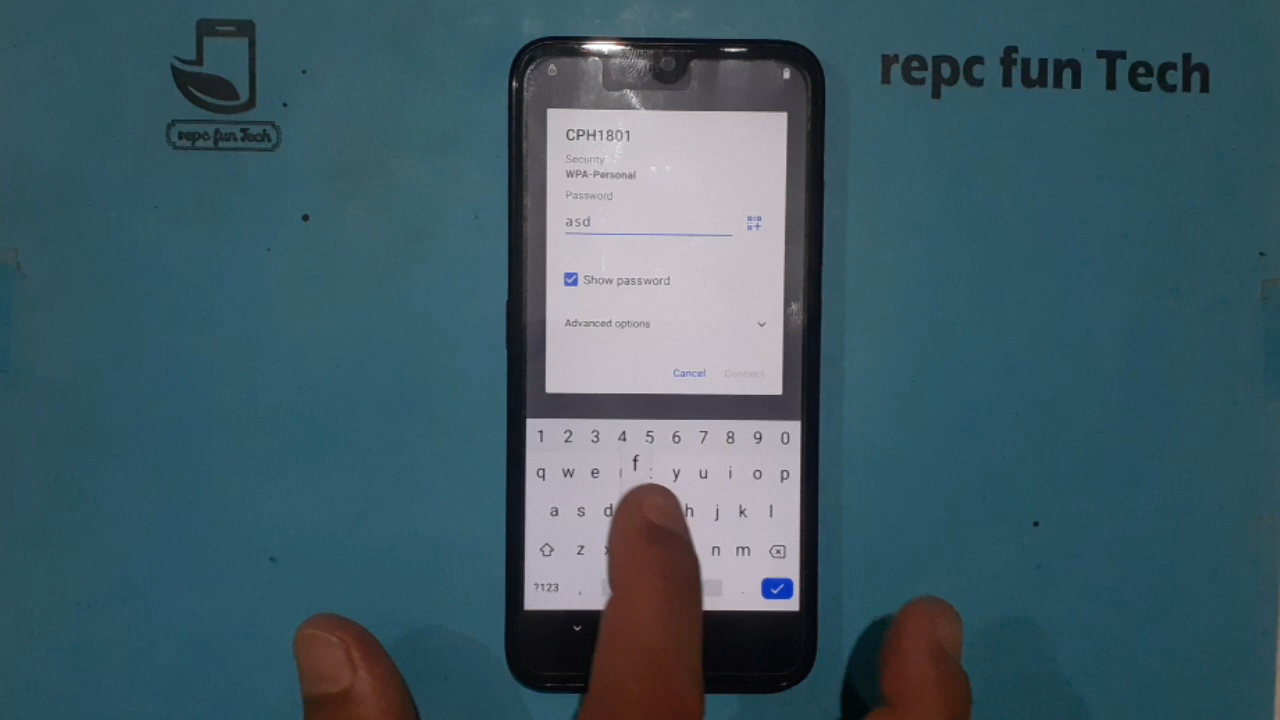 repc fun Tech
repc fun Tech
CPH1801
Security
WPA-Personal
Password
asd
Show password
Advanced options
Cancel Connect
1 2 3 4 5 6 7 8 9 0
q w e f y u i o p
a s d h j k l
z n m
?123 , .